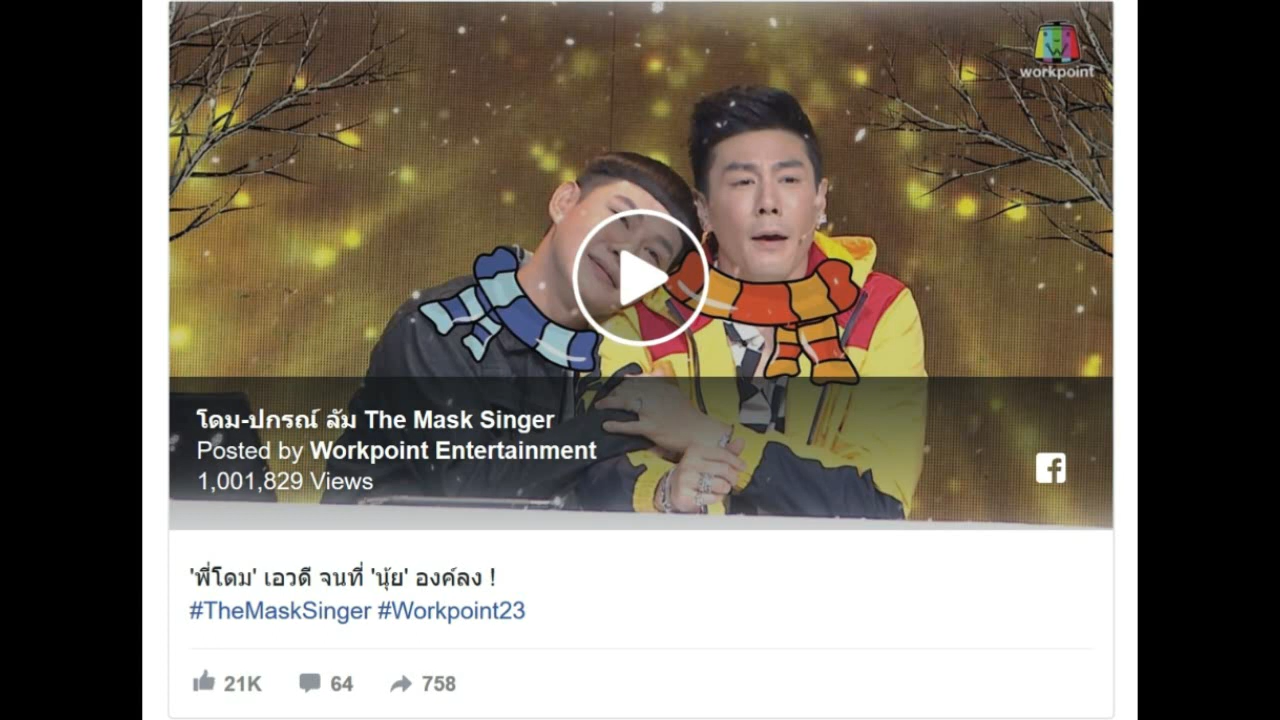 workpoint
โดม-ปกรณ์ ลัม The Mask Singer
Posted by Workpoint Entertainment
1,001,829 Views
'พี่โดม' เอวดี จนที่ 'นุ้ย' องค์ลง !
#TheMaskSinger #Workpoint23
21K 64 758